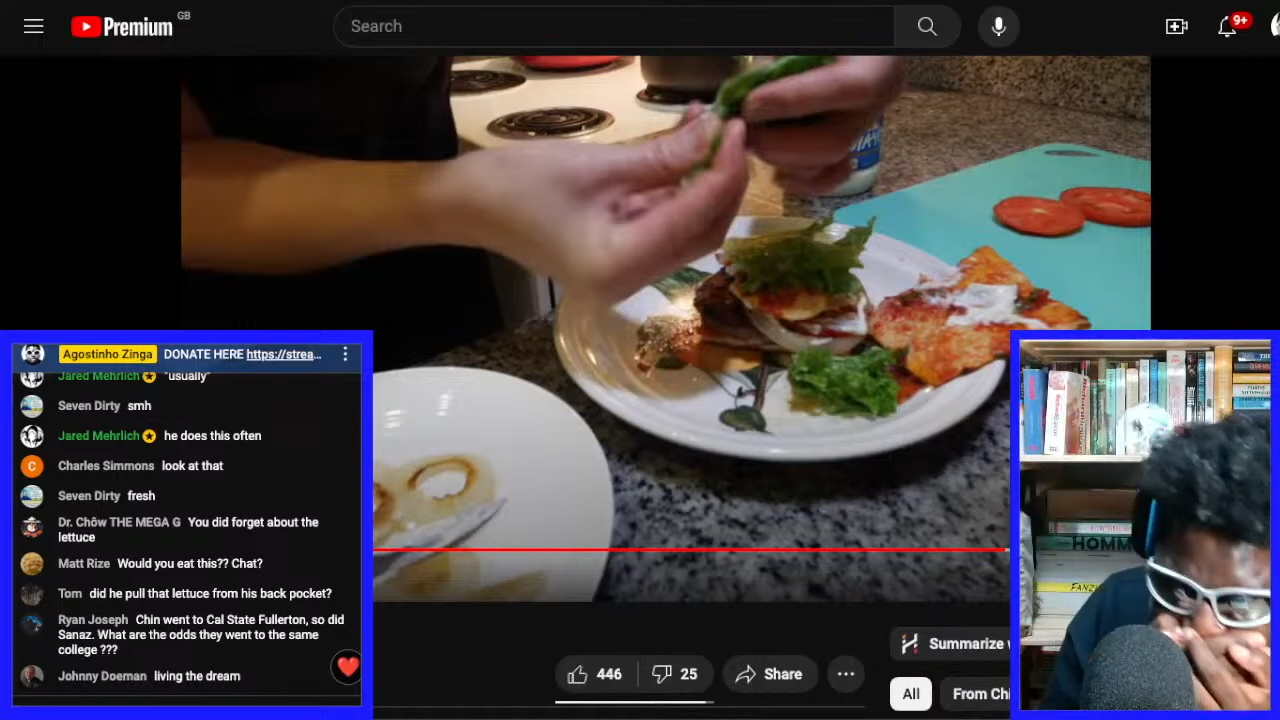 Premium
GB
Search
9+
Agostinho Zinga DONATE HERE https://strea...
Jared Mehrlich "usually"
Seven Dirty smh
Jared Mehrlich he does this often
C Charles Simmons look at that
Seven Dirty fresh
Dr. Chôw THE MEGA G You did forget about the
lettuce
Matt Rize Would you eat this?? Chat?
Tom did he pull that lettuce from his back pocket?
Ryan Joseph Chin went to Cal State Fullerton, so did
Sanaz. What are the odds they went to the same
college ???
Johnny Doeman living the dream
HOMM
FANZ
Summarize
446
25
Share
All
From Chi